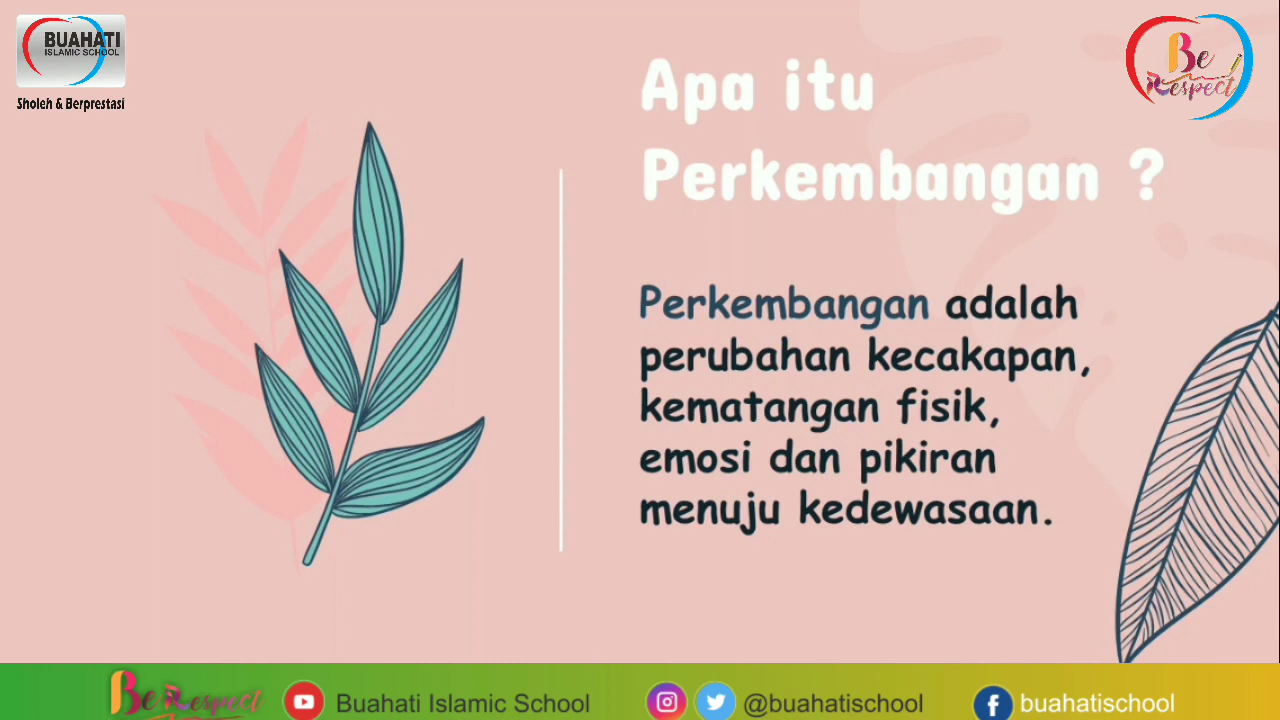 BUAHATI
ISLAMIC SCHOOL
Sholeh & Berprestasi
Be
Respect
Apa itu
Perkembangan ?
Perkembangan adalah
perubahan kecakapan,
kematangan fisik,
emosi dan pikiran
menuju kedewasaan.
Be Respect
Buahati Islamic School
@buahatischool
buahatischool